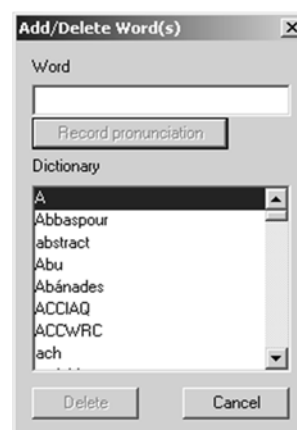 Add/Delete Word(s)
Word
Record pronunciation
Dictionary
A
Abbaspour
abstract
Abu
Abánades
ACCIAQ
ACCWRC
ach
Delete
Cancel